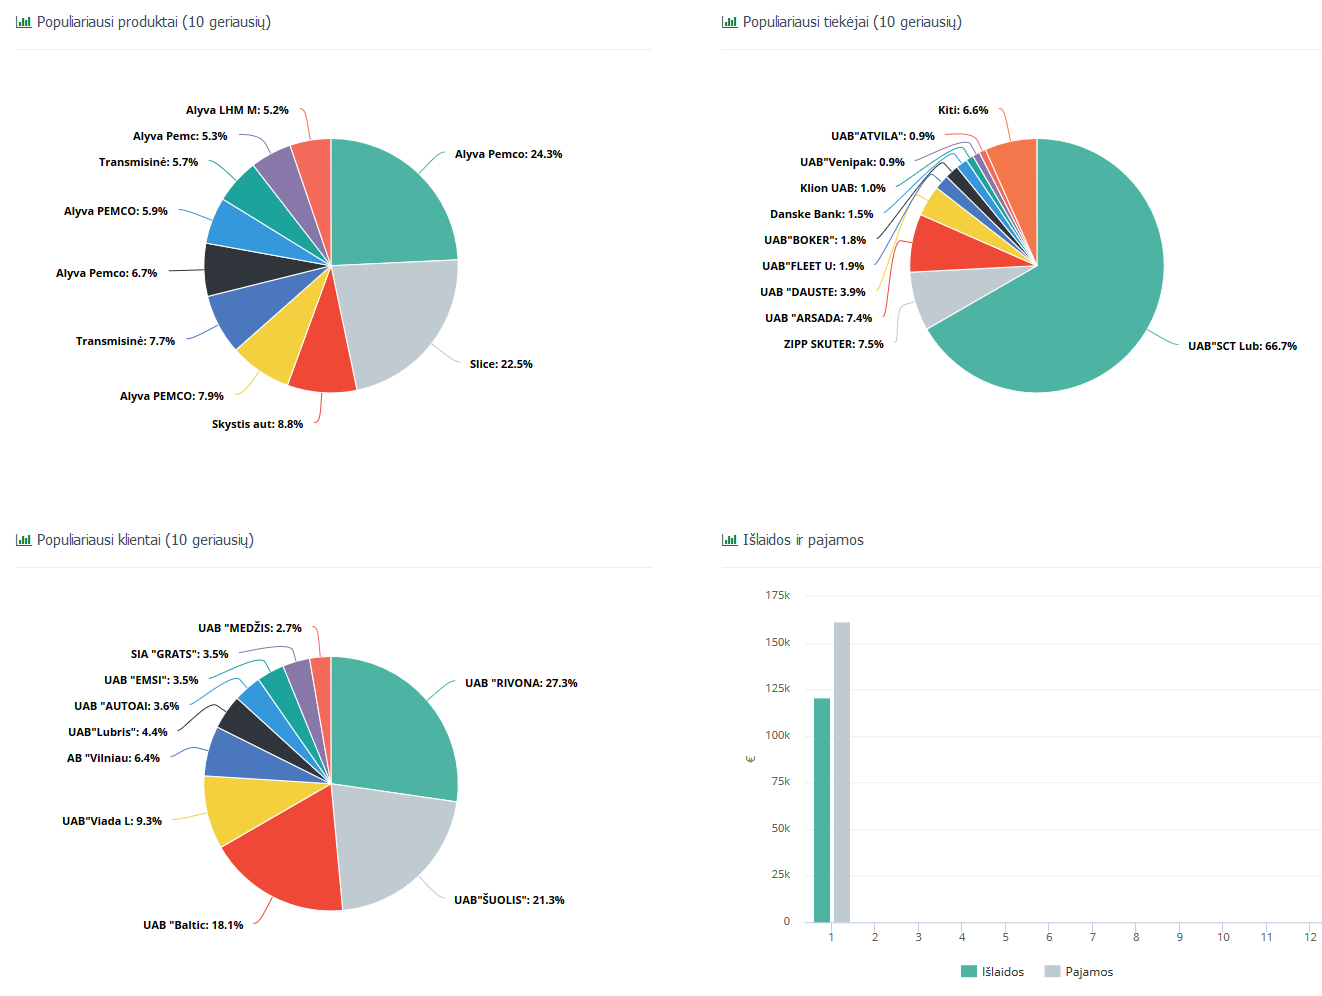 Populiariausi produktai (10 geriausių)
Alyva LHM M: 5.2%
Alyva Pemc: 5.3%
Transmisinė: 5.7%
Alyva PEMCO: 5.9%
Alyva Pemco: 6.7%
Transmisinė: 7.7%
Alyva PEMCO: 7.9%
Skystis aut: 8.8%
Alyva Pemco: 24.3%
Slice: 22.5%
Populiariausi tiekėjai (10 geriausių)
Kiti: 6.6%
UAB"ATVILA": 0.9%
UAB"Venipak: 0.9%
Klion UAB: 1.0%
Danske Bank: 1.5%
UAB"BOKER": 1.8%
UAB"FLEET U: 1.9%
UAB "DAUSTE: 3.9%
UAB "ARSADA: 7.4%
ZIPP SKUTER: 7.5%
UAB"SCT Lub: 66.7%
Populiariausi klientai (10 geriausių)
UAB "MEDŽIS: 2.7%
SIA "GRATS": 3.5%
UAB "EMSI": 3.5%
UAB "AUTOAI: 3.6%
UAB"Lubris": 4.4%
AB "Vilniau: 6.4%
UAB"Viada L: 9.3%
UAB "Baltic: 18.1%
UAB "RIVONA: 27.3%
UAB"ŠUOLIS": 21.3%
Išlaidos ir pajamos
175k
150k
125k
100k
75k
50k
25k
0
€
1 2 3 4 5 6 7 8 9 10 11 12
Išlaidos Pajamos